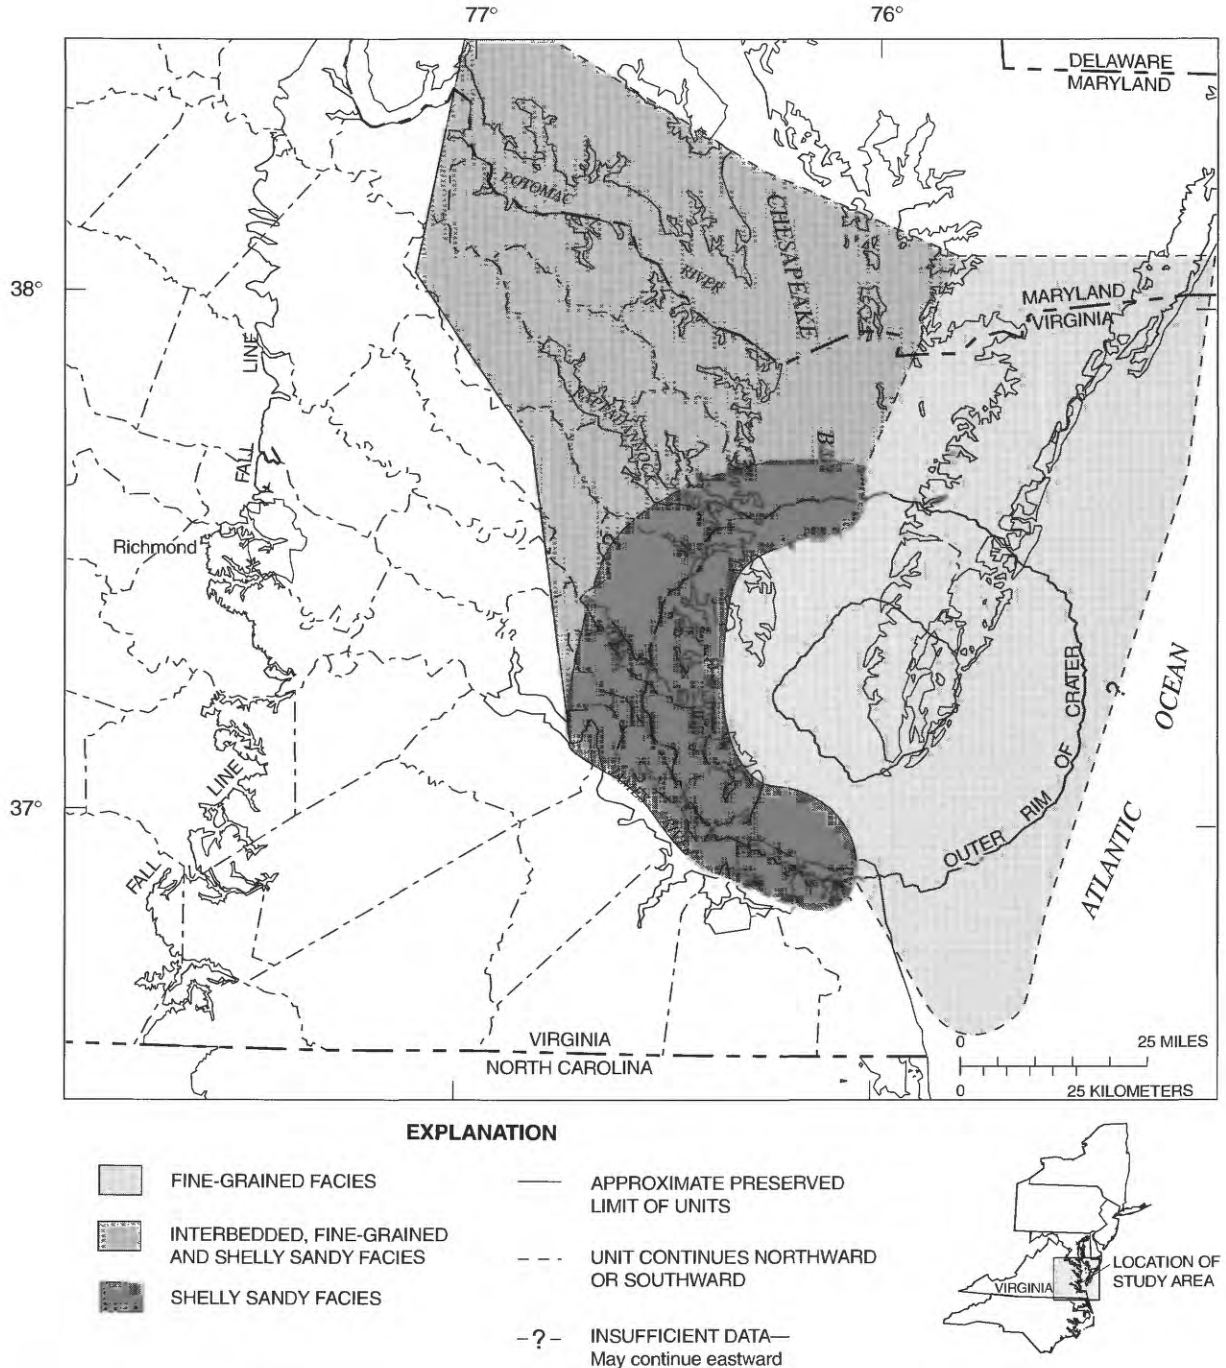 77°
76°
DELAWARE
MARYLAND
POTOMAC
RIVER
CHESAPEAKE
38°
MARYLAND
VIRGINIA
LINE
FALL
RAPPAHANNOCK
Richmond
?
CRATER
OF
RIM
OUTER
?
OCEAN
ATLANTIC
37°
LINE
FALL
VIRGINIA
NORTH CAROLINA
0 25 MILES
0 25 KILOMETERS
EXPLANATION
FINE-GRAINED FACIES
INTERBEDDED, FINE-GRAINED
AND SHELLY SANDY FACIES
SHELLY SANDY FACIES
APPROXIMATE PRESERVED
LIMIT OF UNITS
UNIT CONTINUES NORTHWARD
OR SOUTHWARD
–?– INSUFFICIENT DATA—
May continue eastward
VIRGINIA
LOCATION OF
STUDY AREA